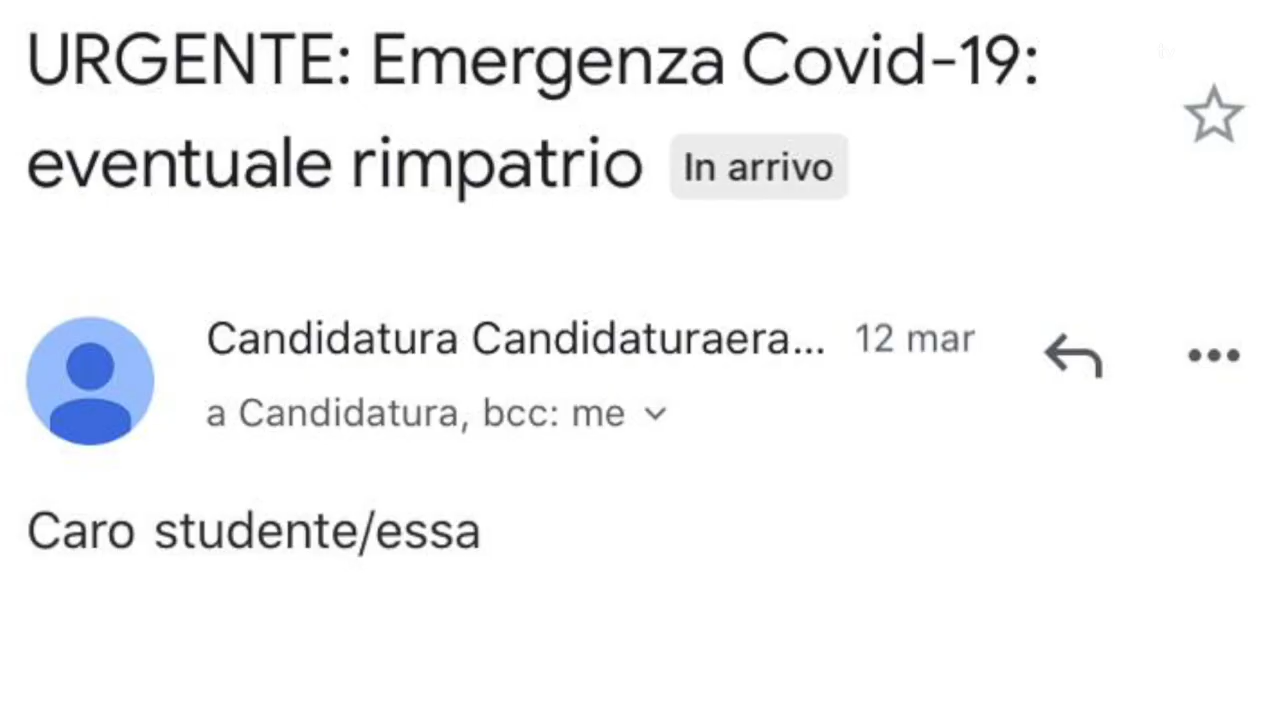 URGENTE: Emergenza Covid-19:
eventuale rimpatrio In arrivo
Candidatura Candidaturaera... 12 mar
a Candidatura, bcc: me
Caro studente/essa